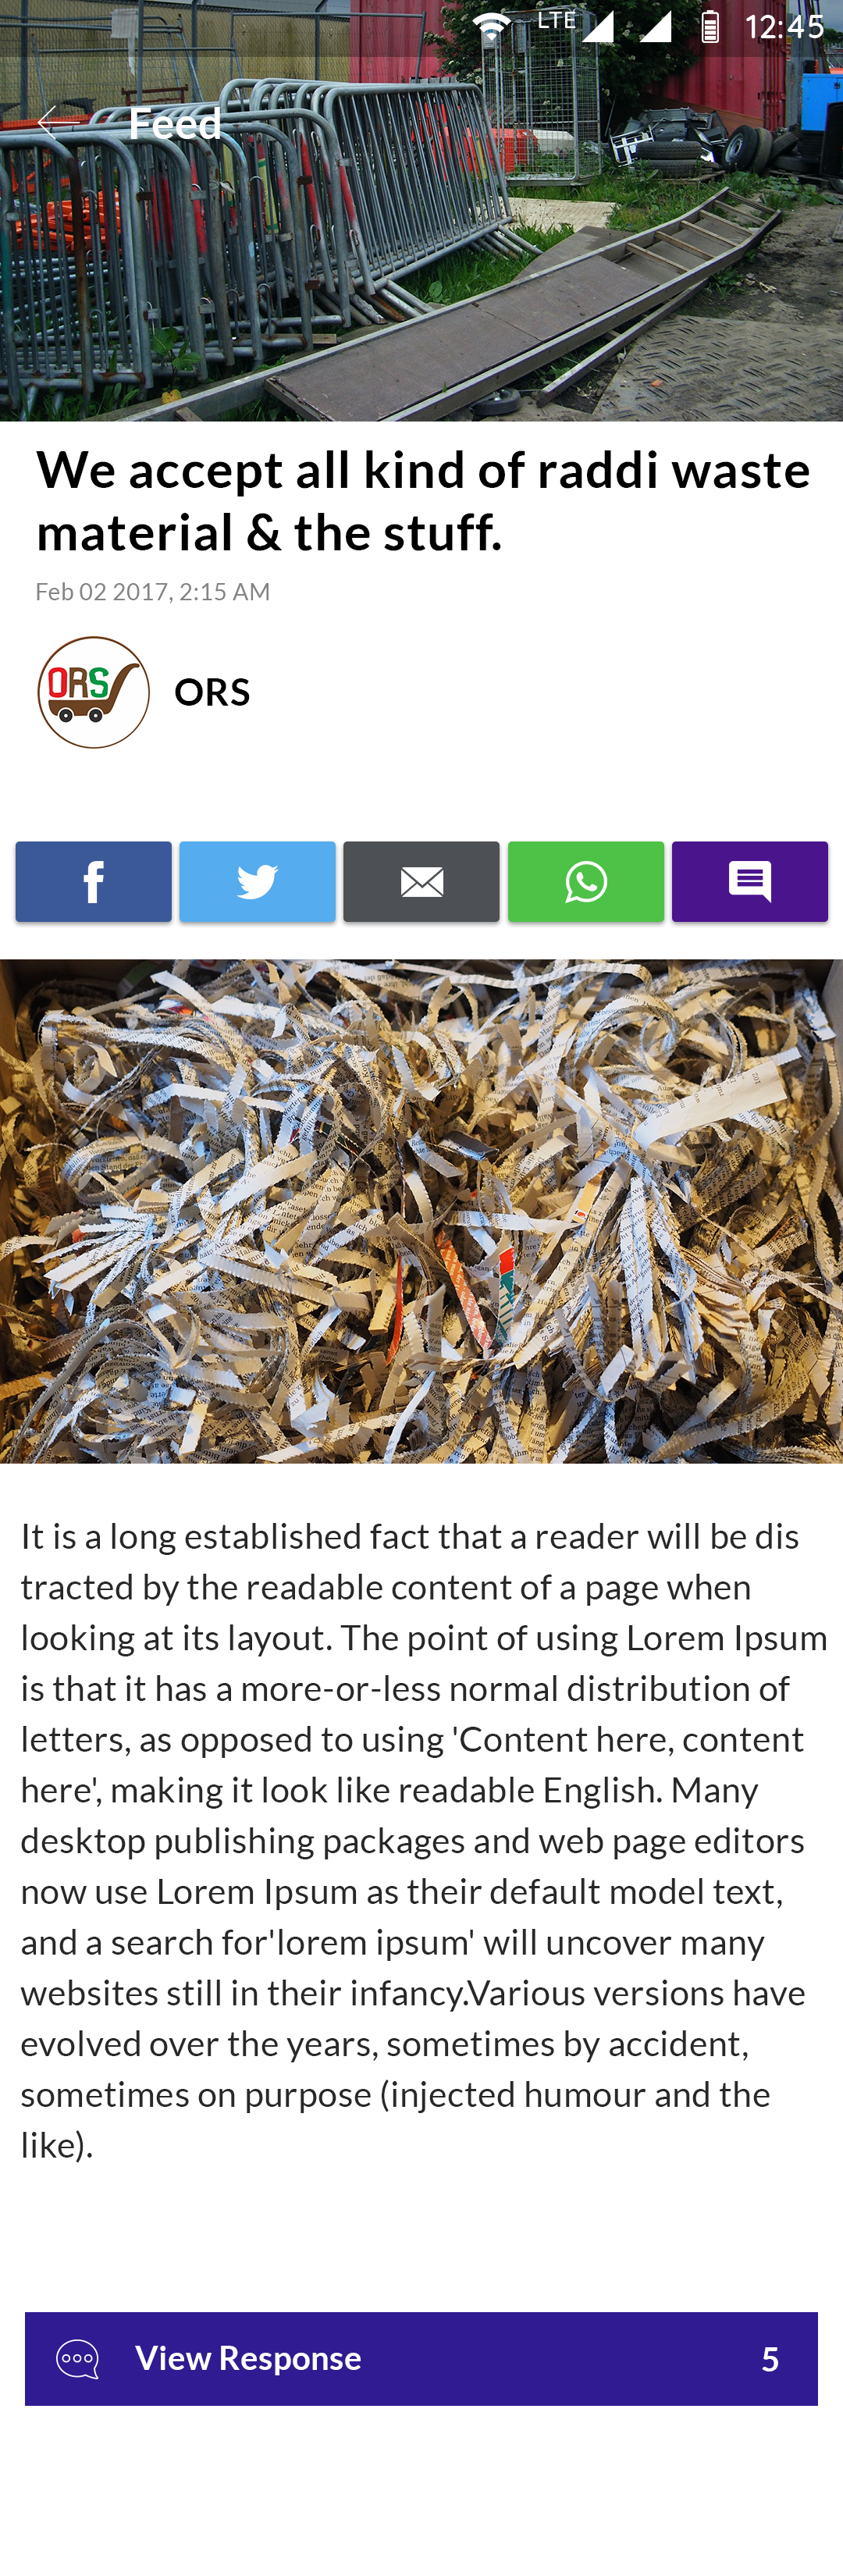 LTE 12:45
Feed
We accept all kind of raddi waste
material & the stuff.
Feb 02 2017, 2:15 AM
ORS ORS
It is a long established fact that a reader will be dis
tracted by the readable content of a page when
looking at its layout. The point of using Lorem Ipsum
is that it has a more-or-less normal distribution of
letters, as opposed to using 'Content here, content
here', making it look like readable English. Many
desktop publishing packages and web page editors
now use Lorem Ipsum as their default model text,
and a search for'lorem ipsum' will uncover many
websites still in their infancy.Various versions have
evolved over the years, sometimes by accident,
sometimes on purpose (injected humour and the
like).
View Response 5